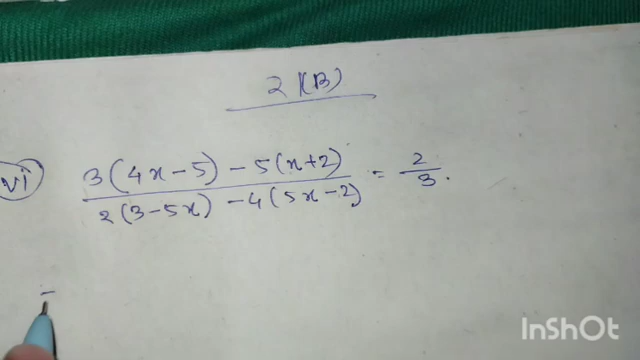 2 (B)
vi) 3(4x-5) - 5(x+2) / 2(3-5x) - 4(5x-2) = 2/3.
=
InShOt